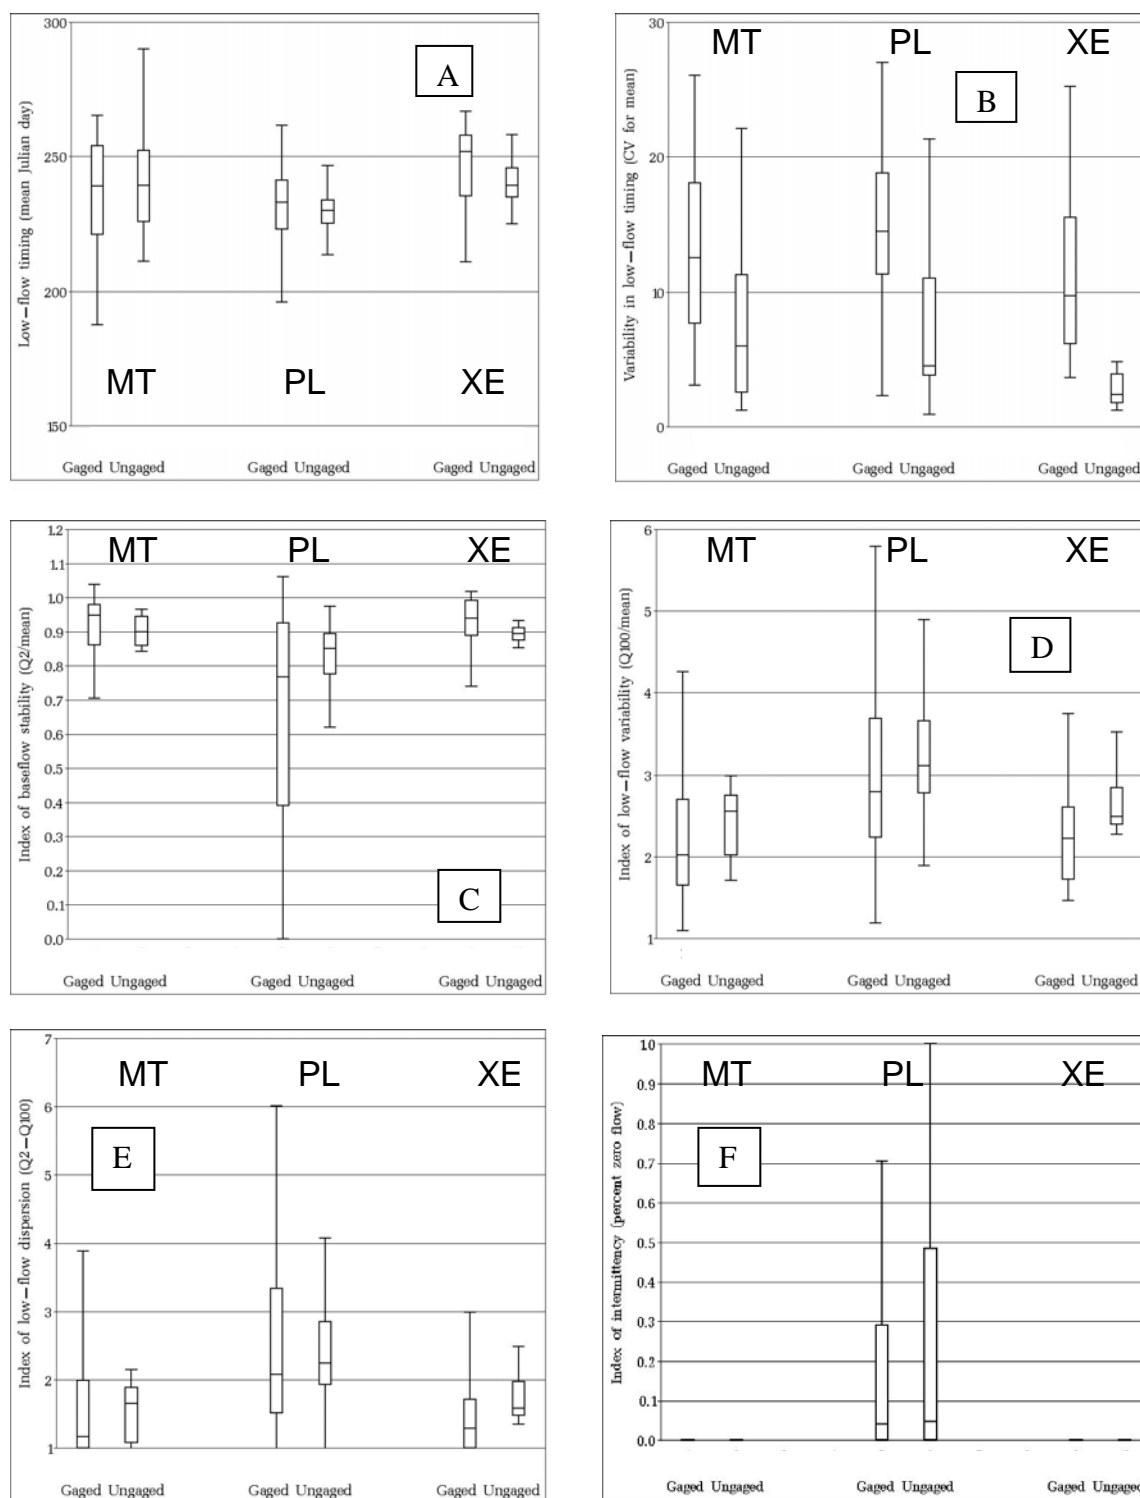 300
250
200
150
Low-flow timing (mean Julian day)
A
MT PL XE
Gaged Ungaged Gaged Ungaged Gaged Ungaged
30
20
10
0
Variability in low-flow timing (CV for mean)
MT PL XE
B
Gaged Ungaged Gaged Ungaged Gaged Ungaged
1.2
1.1
1.0
0.9
0.8
0.7
0.6
0.5
0.4
0.3
0.2
0.1
0.0
Index of baseflow stability (Q2/mean)
MT PL XE
C
Gaged Ungaged Gaged Ungaged Gaged Ungaged
6
5
4
3
2
1
Index of low-flow variability (Q100/mean)
MT PL XE
D
Gaged Ungaged Gaged Ungaged Gaged Ungaged
7
6
5
4
3
2
1
Index of low-flow dispersion (Q2-Q100)
MT PL XE
E
Gaged Ungaged Gaged Ungaged Gaged Ungaged
1.0
0.9
0.8
0.7
0.6
0.5
0.4
0.3
0.2
0.1
0.0
Index of intermittency (percent zero flow)
MT PL XE
F
Gaged Ungaged Gaged Ungaged Gaged Ungaged